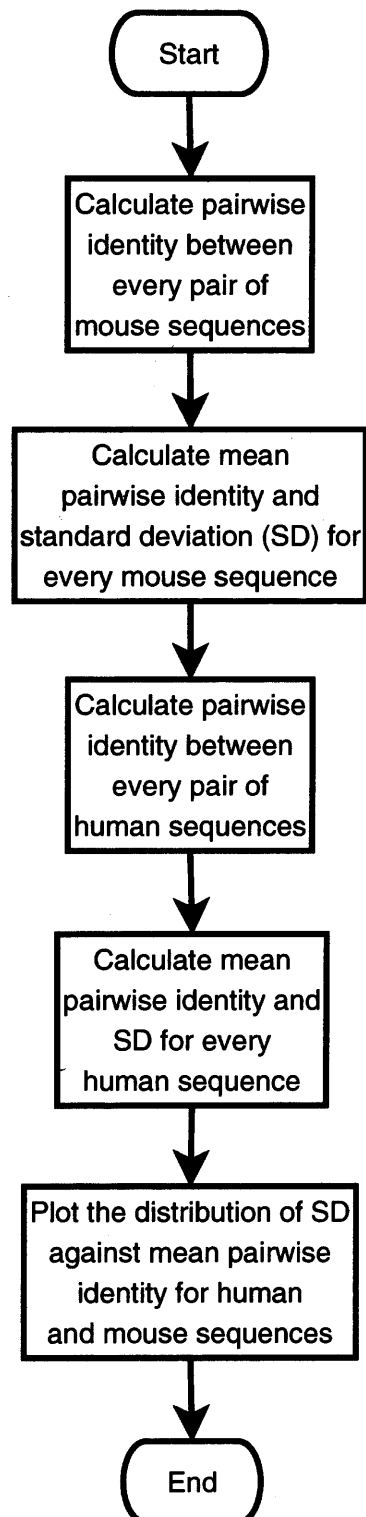 Start
Calculate pairwise
identity between
every pair of
mouse sequences
Calculate mean
pairwise identity and
standard deviation (SD) for
every mouse sequence
Calculate pairwise
identity between
every pair of
human sequences
Calculate mean
pairwise identity and
SD for every
human sequence
Plot the distribution of SD
against mean pairwise
identity for human
and mouse sequences
End